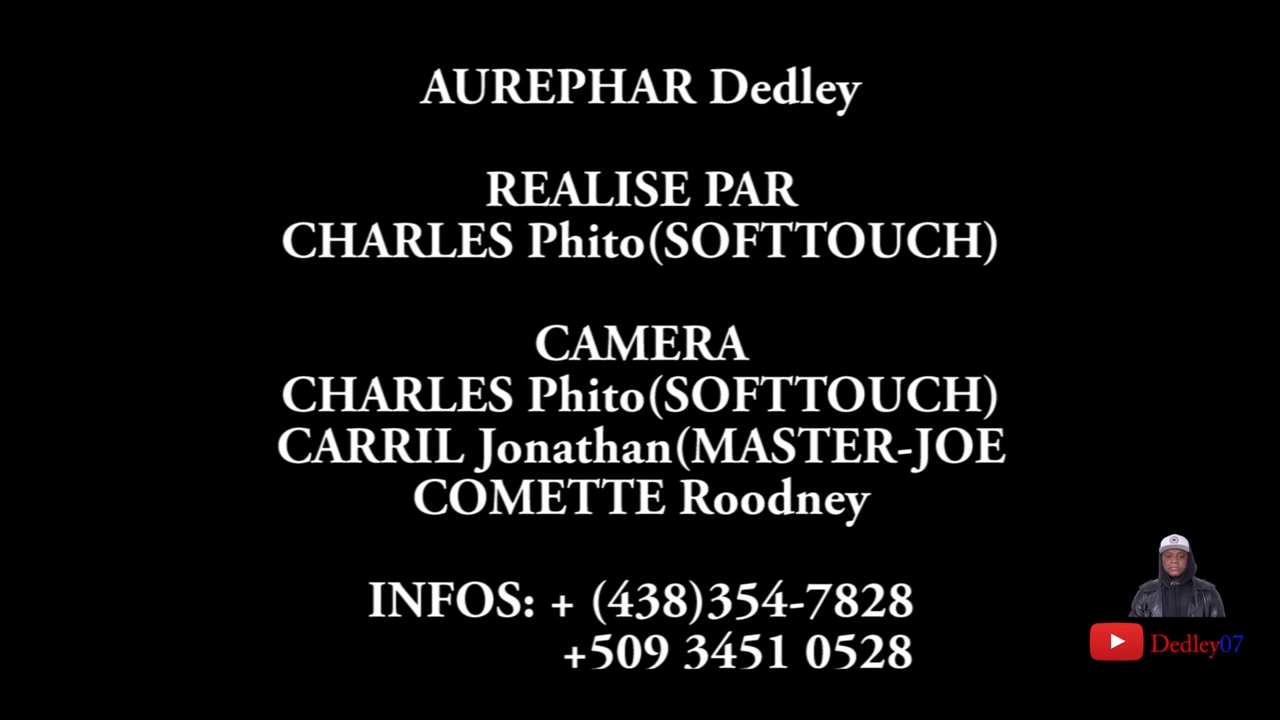 AUREPHAR Dedley
REALISE PAR
CHARLES Phito(SOFTTOUCH)
CAMERA
CHARLES Phito(SOFTTOUCH)
CARRIL Jonathan(MASTER-JOE
COMETTE Roodney
INFOS: + (438)354-7828
+509 3451 0528
Dedley07